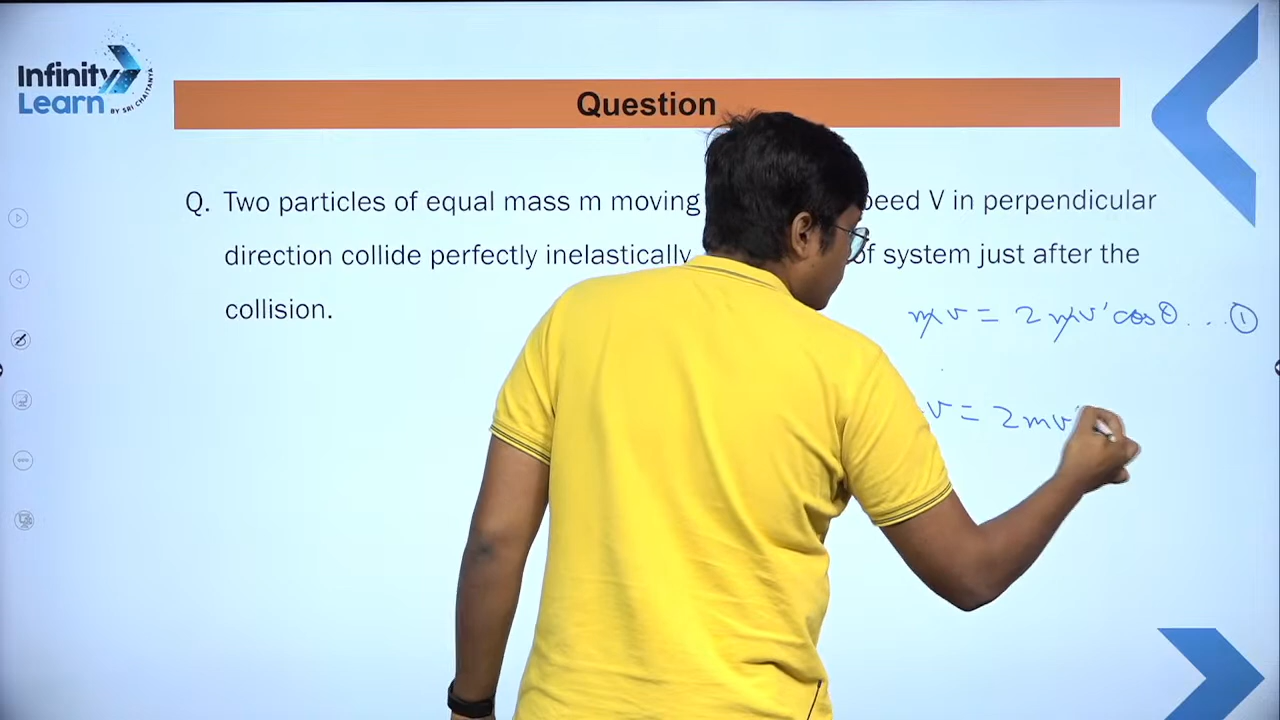 Infinity
Learn
BY SRI CHAITANYA
Question
Q. Two particles of equal mass m moving peed V in perpendicular
direction collide perfectly inelastically of system just after the
collision.
mv = 2mv' cosθ ... ①
v = 2mv